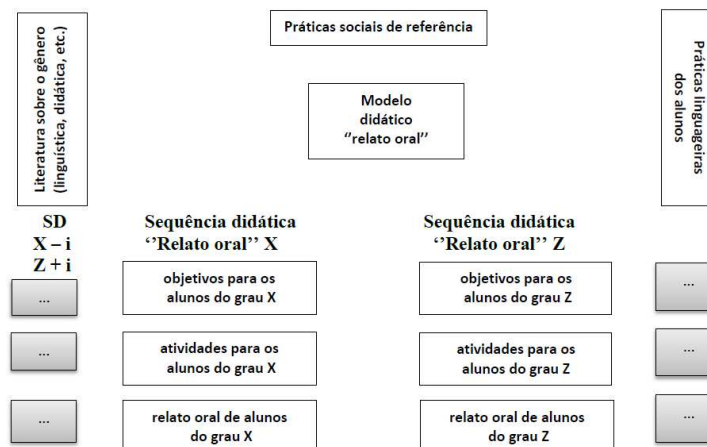 Práticas sociais de referência
Literatura sobre o gênero
(linguística, didática, etc.)
Modelo
didático
‘’relato oral’’
Práticas linguageiras
dos alunos
SD
X – i
Z + i
Sequência didática
‘’Relato oral’’ X
Sequência didática
‘’Relato oral’’ Z
...
objetivos para os
alunos do grau X
objetivos para os
alunos do grau Z
...
...
atividades para os
alunos do grau X
atividades para os
alunos do grau Z
...
...
relato oral de alunos
do grau X
relato oral de alunos
do grau Z
...